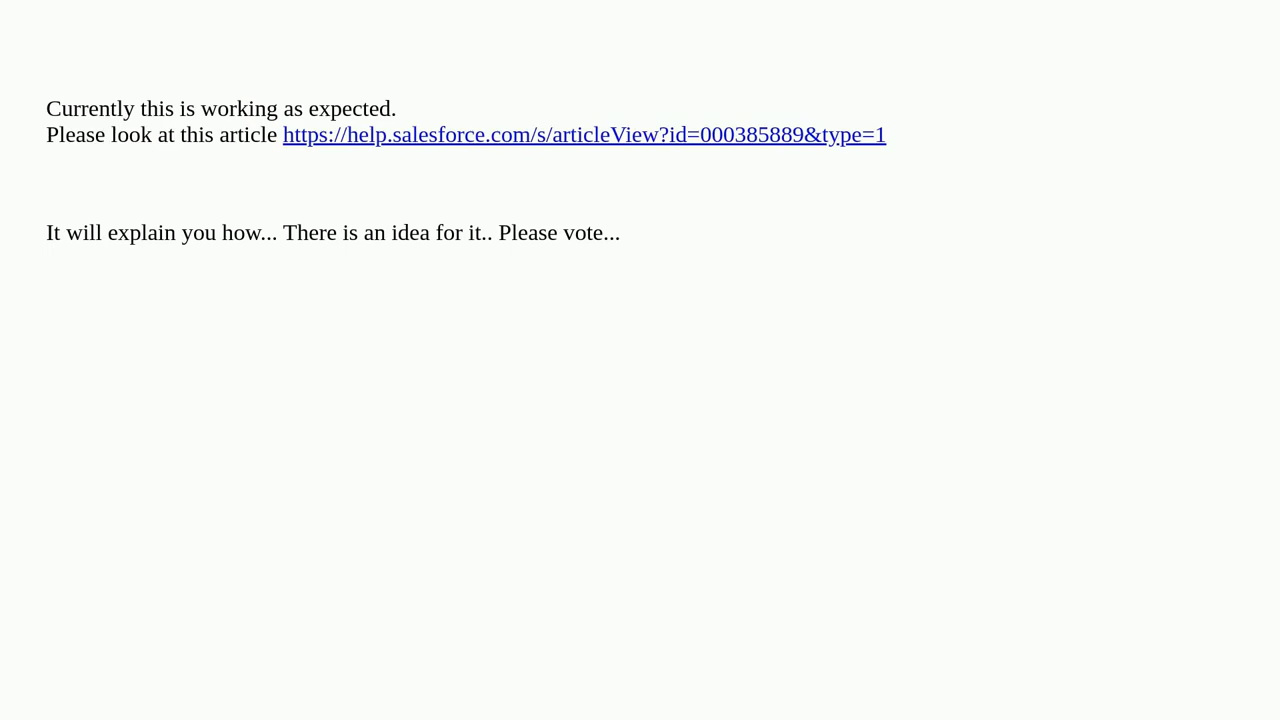 Currently this is working as expected.
Please look at this article https://help.salesforce.com/s/articleView?id=000385889&type=1
It will explain you how... There is an idea for it.. Please vote...